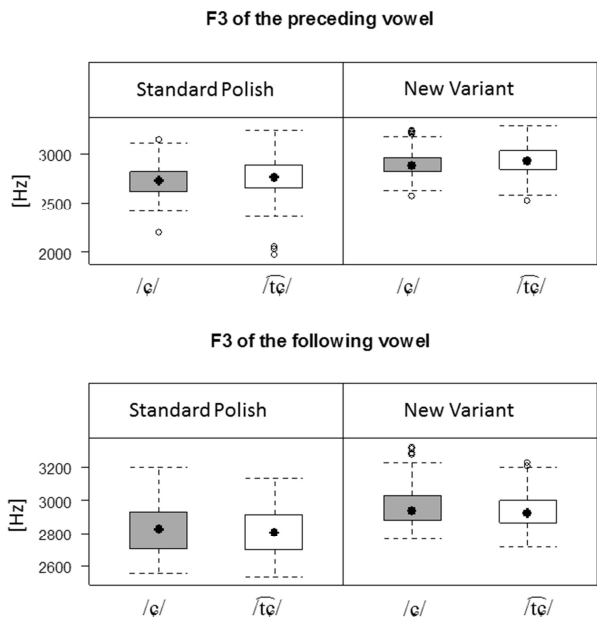 F3 of the preceding vowel
Standard Polish New Variant
[Hz]
3000
2500
2000
/ɕ/ /t͡ɕ/ /ɕ/ /t͡ɕ/
F3 of the following vowel
Standard Polish New Variant
[Hz]
3200
3000
2800
2600
/ɕ/ /t͡ɕ/ /ɕ/ /t͡ɕ/